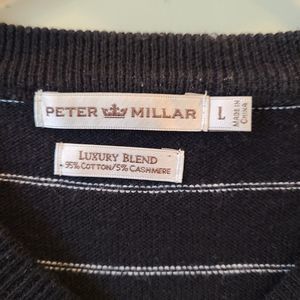 PETER MILLAR
L
MADE IN
CHINA
LUXURY BLEND
95% COTTON/5% CASHMERE